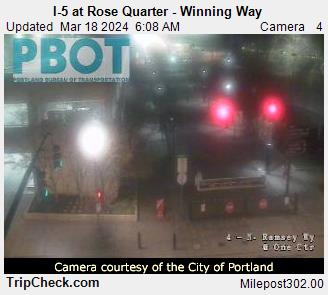 I-5 at Rose Quarter - Winning Way
Updated Mar 18 2024 6:08 AM Camera 4
PBOT
PORTLAND BUREAU OF TRANSPORTATION
4 - N. Ramsey Wy
W One Ctr
Camera courtesy of the City of Portland
TripCheck.com Milepost302.00